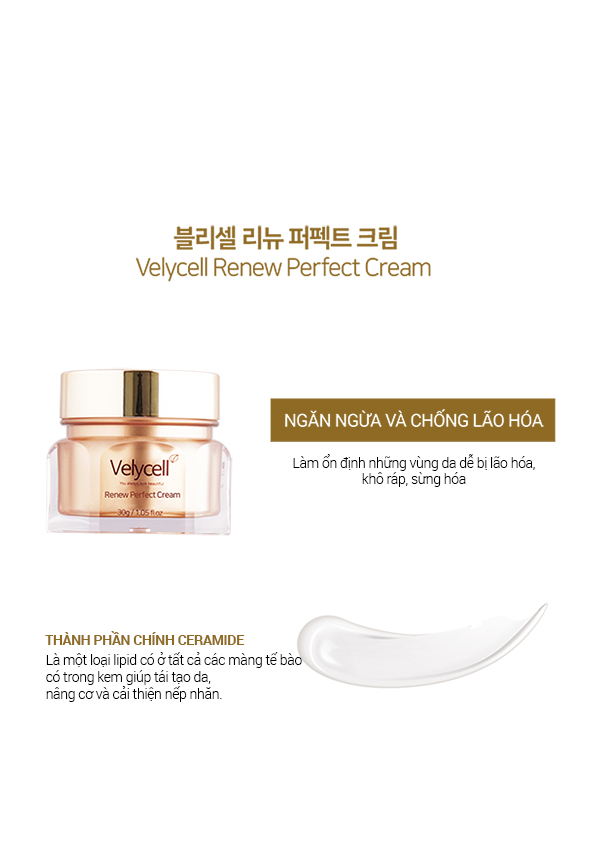 블리셀 리뉴 퍼펙트 크림
Velycell Renew Perfect Cream
NGĂN NGỪA VÀ CHỐNG LÃO HÓA
Làm ổn định những vùng da dễ bị lão hóa,
khô ráp, sừng hóa
Velycell
Renew Perfect Cream
30g / 1.05 fl oz
THÀNH PHẦN CHÍNH CERAMIDE
Là một loại lipid có ở tất cả các màng tế bào
có trong kem giúp tái tạo da,
nâng cơ và cải thiện nếp nhăn.